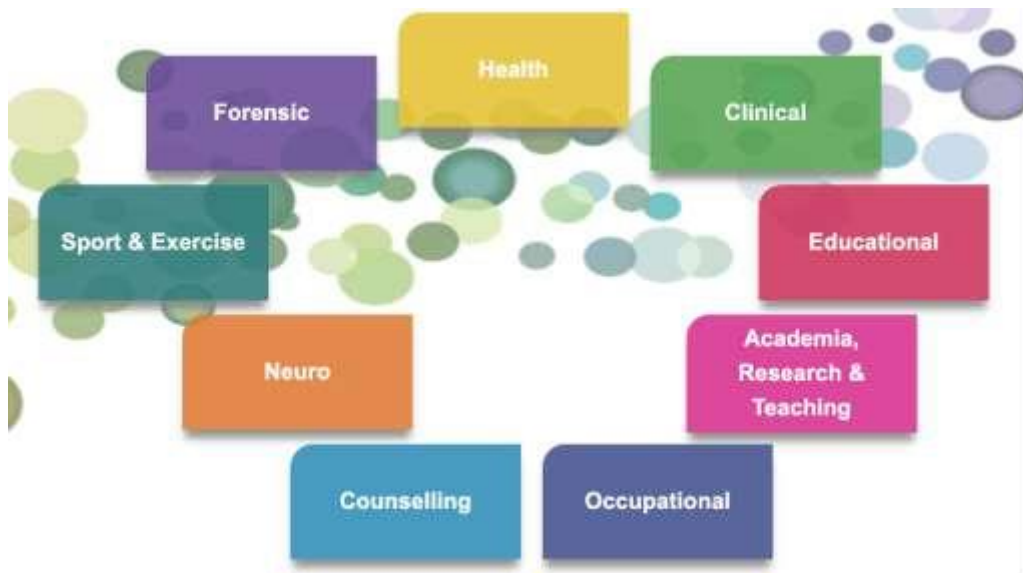 Health
Forensic
Clinical
Sport & Exercise
Educational
Neuro
Academia,
Research &
Teaching
Counselling
Occupational